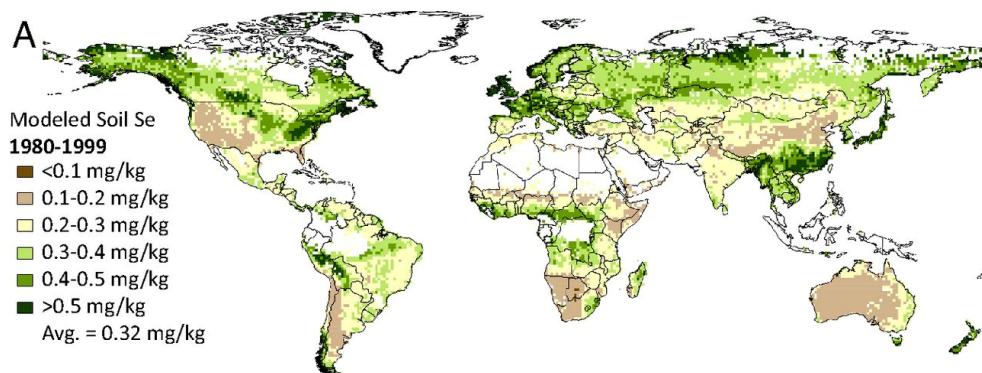 A
Modeled Soil Se
1980-1999
<0.1 mg/kg
0.1-0.2 mg/kg
0.2-0.3 mg/kg
0.3-0.4 mg/kg
0.4-0.5 mg/kg
>0.5 mg/kg
Avg. = 0.32 mg/kg